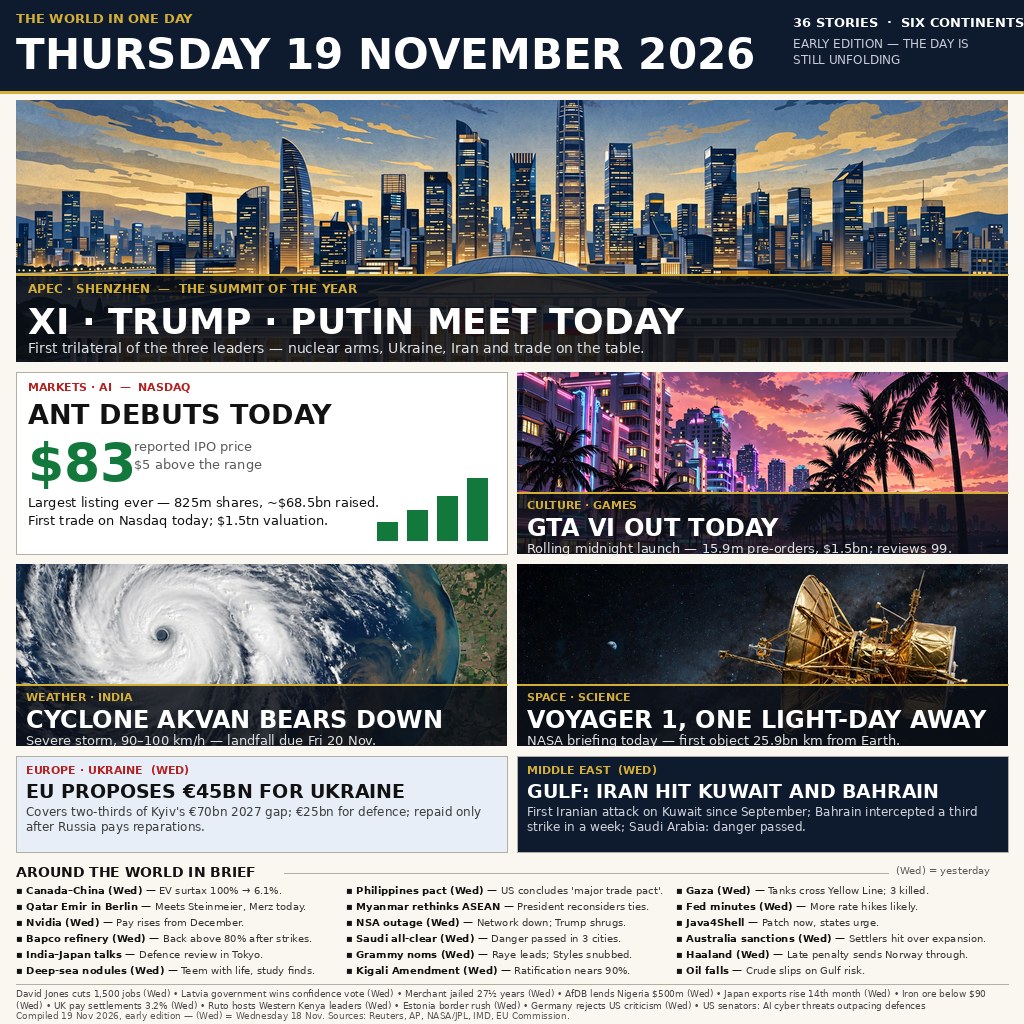 THE WORLD IN ONE DAY
THURSDAY 19 NOVEMBER 2026
36 STORIES · SIX CONTINENTS
EARLY EDITION — THE DAY IS
STILL UNFOLDING
APEC · SHENZHEN — THE SUMMIT OF THE YEAR
XI · TRUMP · PUTIN MEET TODAY
First trilateral of the three leaders — nuclear arms, Ukraine, Iran and trade on the table.
MARKETS · AI — NASDAQ
ANT DEBUTS TODAY
$83
reported IPO price
$5 above the range
Largest listing ever — 825m shares, ~$68.5bn raised.
First trade on Nasdaq today; $1.5tn valuation.
CULTURE · GAMES
GTA VI OUT TODAY
Rolling midnight launch — 15.9m pre-orders, $1.5bn; reviews 99.
WEATHER · INDIA
CYCLONE AKVAN BEARS DOWN
Severe storm, 90–100 km/h — landfall due Fri 20 Nov.
SPACE · SCIENCE
VOYAGER 1, ONE LIGHT-DAY AWAY
NASA briefing today — first object 25.9bn km from Earth.
EUROPE · UKRAINE (WED)
EU PROPOSES €45BN FOR UKRAINE
Covers two-thirds of Kyiv's €70bn 2027 gap; €25bn for defence; repaid only
after Russia pays reparations.
MIDDLE EAST (WED)
GULF: IRAN HIT KUWAIT AND BAHRAIN
First Iranian attack on Kuwait since September; Bahrain intercepted a third
strike in a week; Saudi Arabia: danger passed.
AROUND THE WORLD IN BRIEF
(Wed) = yesterday
▪ Canada–China (Wed) — EV surtax 100% → 6.1%.
▪ Qatar Emir in Berlin — Meets Steinmeier, Merz today.
▪ Nvidia (Wed) — Pay rises from December.
▪ Bapco refinery (Wed) — Back above 80% after strikes.
▪ India–Japan talks — Defence review in Tokyo.
▪ Deep-sea nodules (Wed) — Teem with life, study finds.
▪ Philippines pact (Wed) — US concludes 'major trade pact'.
▪ Myanmar rethinks ASEAN — President reconsiders ties.
▪ NSA outage (Wed) — Network down; Trump shrugs.
▪ Saudi all-clear (Wed) — Danger passed in 3 cities.
▪ Grammy noms (Wed) — Raye leads; Styles snubbed.
▪ Kigali Amendment (Wed) — Ratification nears 90%.
▪ Gaza (Wed) — Tanks cross Yellow Line; 3 killed.
▪ Fed minutes (Wed) — More rate hikes likely.
▪ Java4Shell — Patch now, states urge.
▪ Australia sanctions (Wed) — Settlers hit over expansion.
▪ Haaland (Wed) — Late penalty sends Norway through.
▪ Oil falls — Crude slips on Gulf risk.
David Jones cuts 1,500 jobs (Wed) • Latvia government wins confidence vote (Wed) • Merchant jailed 27½ years (Wed) • AfDB lends Nigeria $500m (Wed) • Japan exports rise 14th month (Wed) • Iron ore below $90
(Wed) • UK pay settlements 3.2% (Wed) • Ruto hosts Western Kenya leaders (Wed) • Estonia border rush (Wed) • Germany rejects US criticism (Wed) • US senators: AI cyber threats outpacing defences
Compiled 19 Nov 2026, early edition — (Wed) = Wednesday 18 Nov. Sources: Reuters, AP, NASA/JPL, IMD, EU Commission.